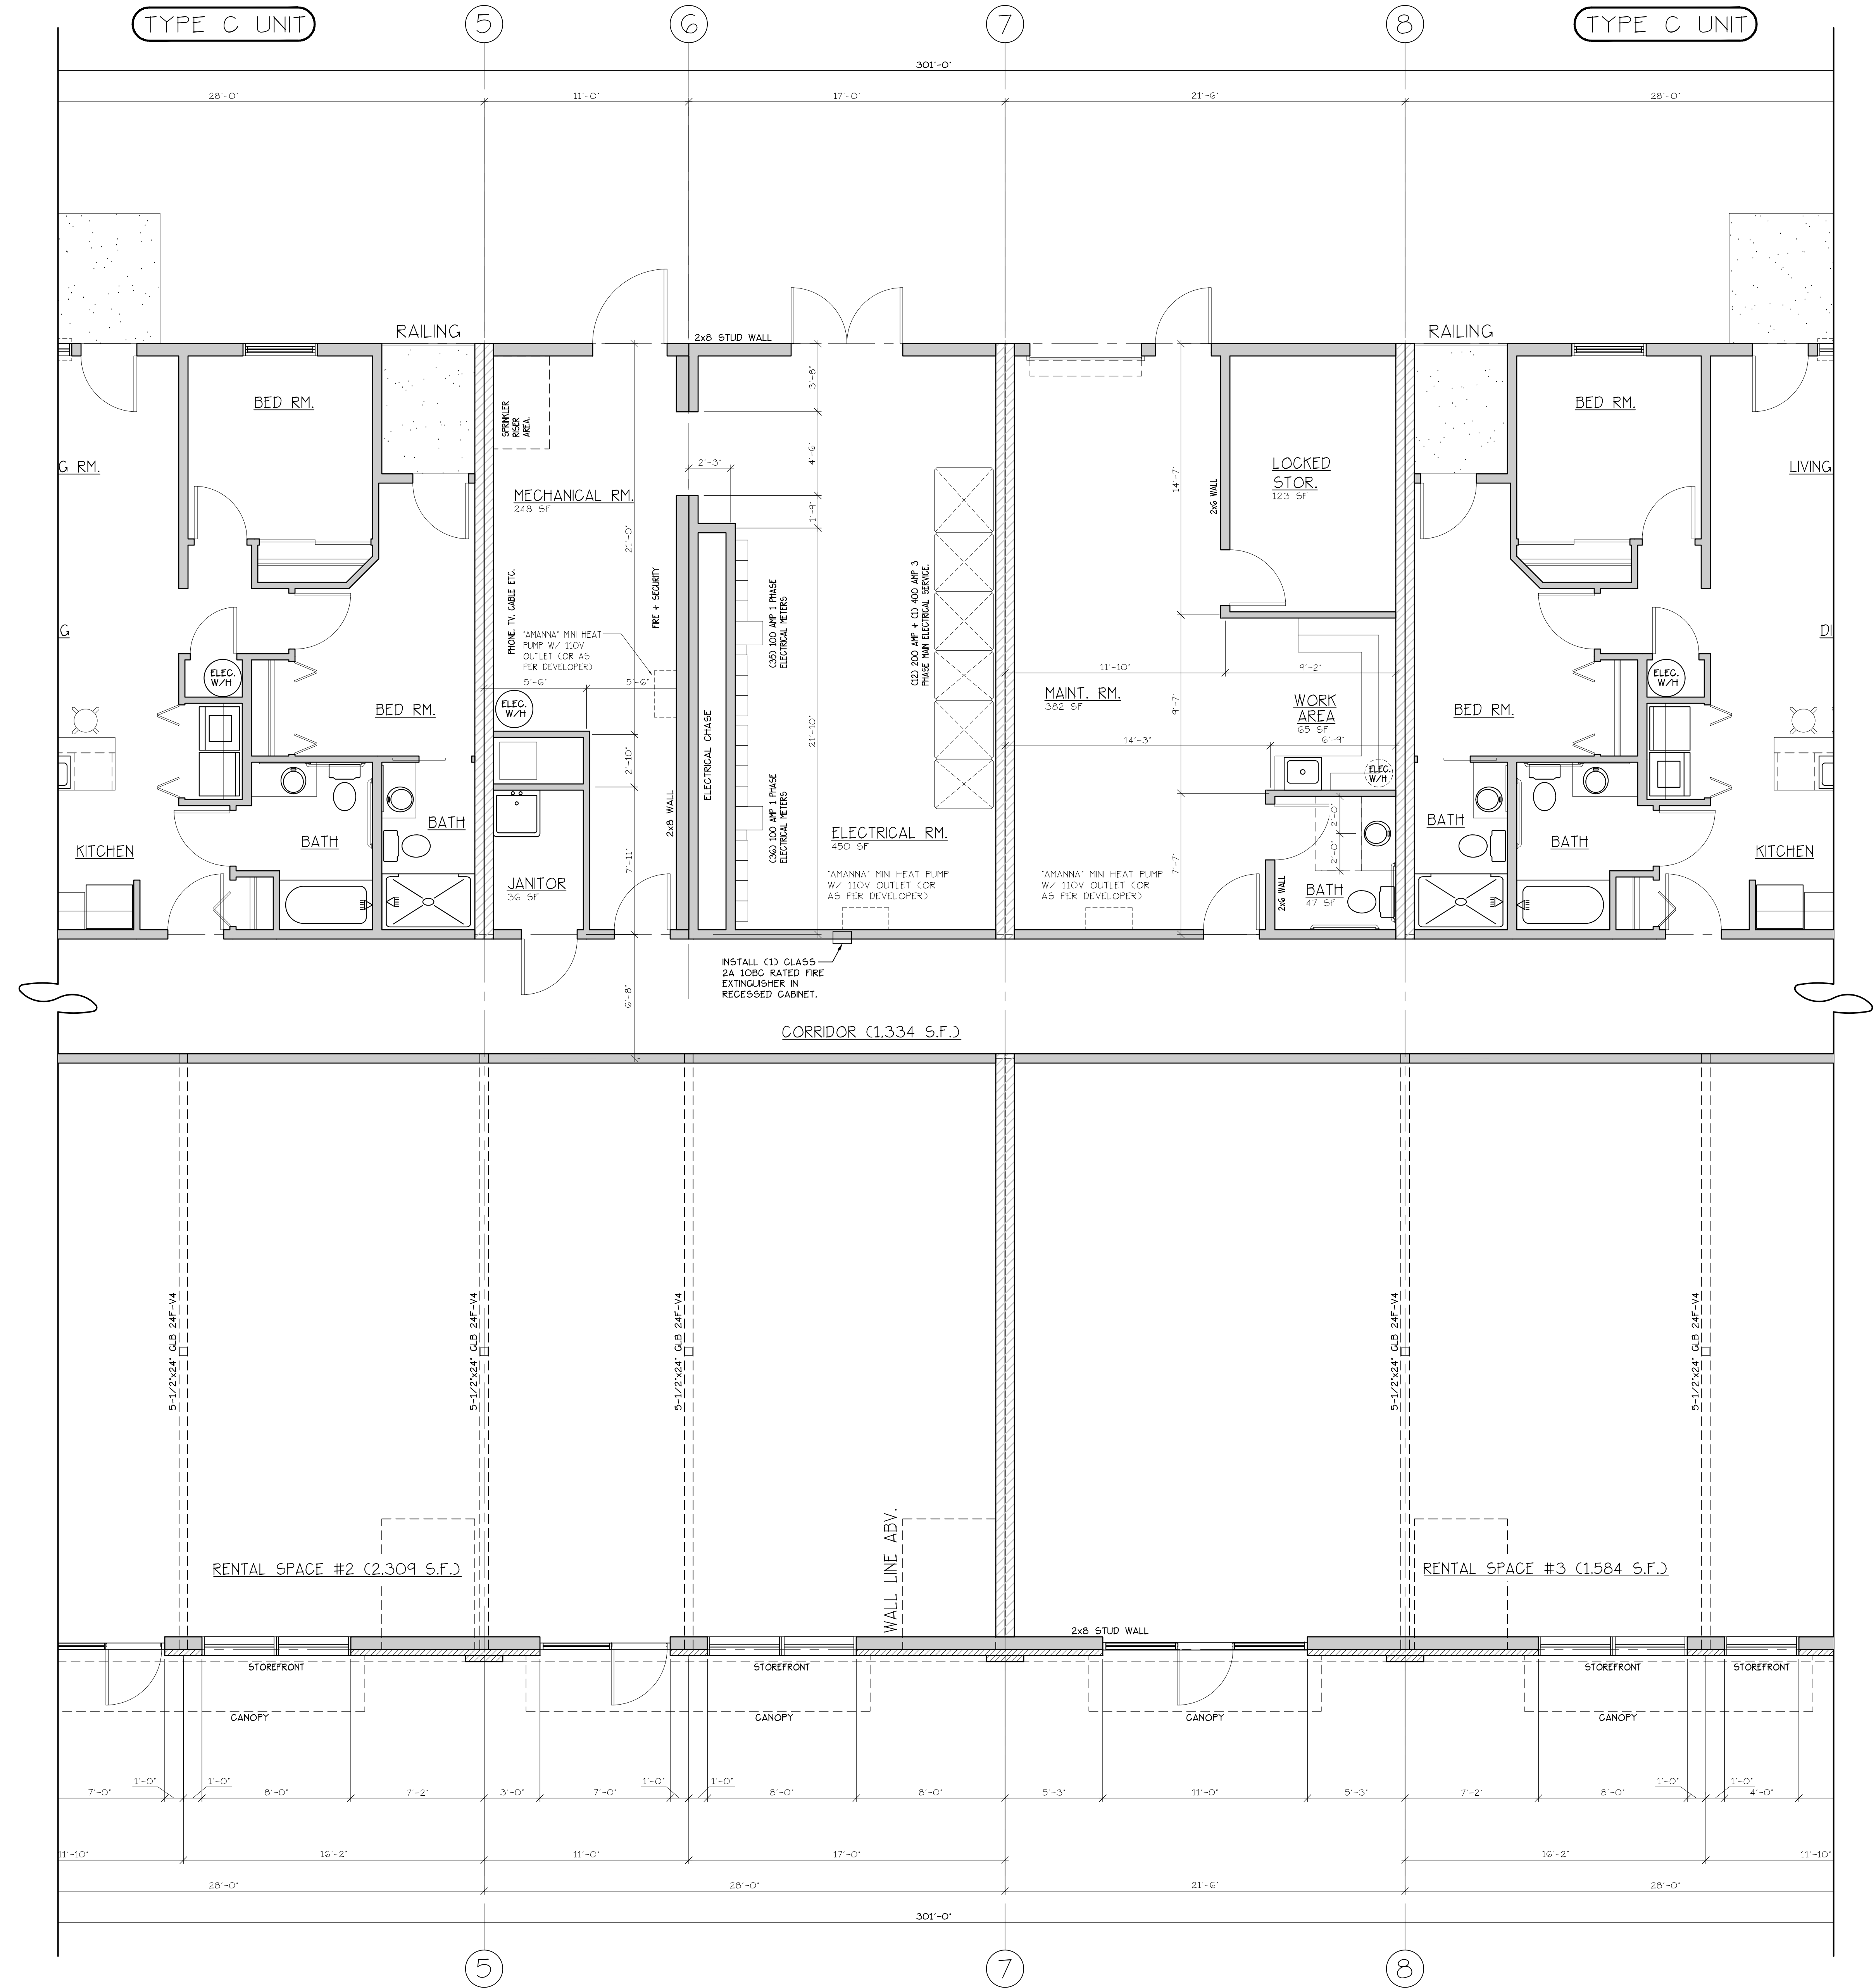 TYPE C UNIT
5
6
7
8
TYPE C UNIT
301'-0"
28'-0"
11'-0"
17'-0"
21'-6"
28'-0"
RAILING
2x8 STUD WALL
RAILING
BED RM.
SPRINKLER
RISER
AREA.
3'-8"
4'-6"
2'-3"
1'-9"
G RM.
MECHANICAL RM.
248 SF
21'-0"
14'-7"
2x6 WALL
LOCKED
STOR.
123 SF
BED RM.
LIVING
G
PHONE, TV, CABLE ETC.
FIRE + SECURITY
"AMANNA" MINI HEAT
PUMP W/ 110V
OUTLET (OR AS
PER DEVELOPER)
5'-6"
5'-6"
(35) 100 AMP 1 PHASE
ELECTRICAL METERS
(12) 200 AMP + (1) 400 AMP 3
PHASE MAIN ELECTRICAL SERVICE.
DI
ELEC.
W/H
BED RM.
ELEC.
W/H
ELECTRICAL CHASE
21'-10"
11'-10"
9'-2"
MAINT. RM.
382 SF
9'-7"
WORK
AREA
65 SF
14'-3"
6'-9"
ELEC.
W/H
BED RM.
ELEC.
W/H
2'-10"
2x8 WALL
(36) 100 AMP 1 PHASE
ELECTRICAL METERS
KITCHEN
BATH
BATH
7'-11"
JANITOR
36 SF
ELECTRICAL RM.
450 SF
"AMANNA" MINI HEAT PUMP
W/ 110V OUTLET (OR
AS PER DEVELOPER)
"AMANNA" MINI HEAT PUMP
W/ 110V OUTLET (OR
AS PER DEVELOPER)
7'-7"
2'-0"
2'-0"
2x6 WALL
BATH
47 SF
BATH
BATH
KITCHEN
INSTALL (1) CLASS
2A 10BC RATED FIRE
EXTINGUISHER IN
RECESSED CABINET.
6'-8"
CORRIDOR (1,334 S.F.)
5-1/2"x24" GLB 24F-V4
5-1/2"x24" GLB 24F-V4
5-1/2"x24" GLB 24F-V4
5-1/2"x24" GLB 24F-V4
5-1/2"x24" GLB 24F-V4
WALL LINE ABV.
RENTAL SPACE #2 (2,309 S.F.)
RENTAL SPACE #3 (1,584 S.F.)
2x8 STUD WALL
STOREFRONT
STOREFRONT
STOREFRONT
STOREFRONT
CANOPY
CANOPY
CANOPY
CANOPY
7'-0"
1'-0"
1'-0"
8'-0"
7'-2"
3'-0"
7'-0"
1'-0"
1'-0"
8'-0"
8'-0"
5'-3"
11'-0"
5'-3"
7'-2"
8'-0"
1'-0"
1'-0"
4'-0"
11'-10"
16'-2"
11'-0"
17'-0"
16'-2"
11'-10"
28'-0"
28'-0"
21'-6"
28'-0"
301'-0"
5
7
8